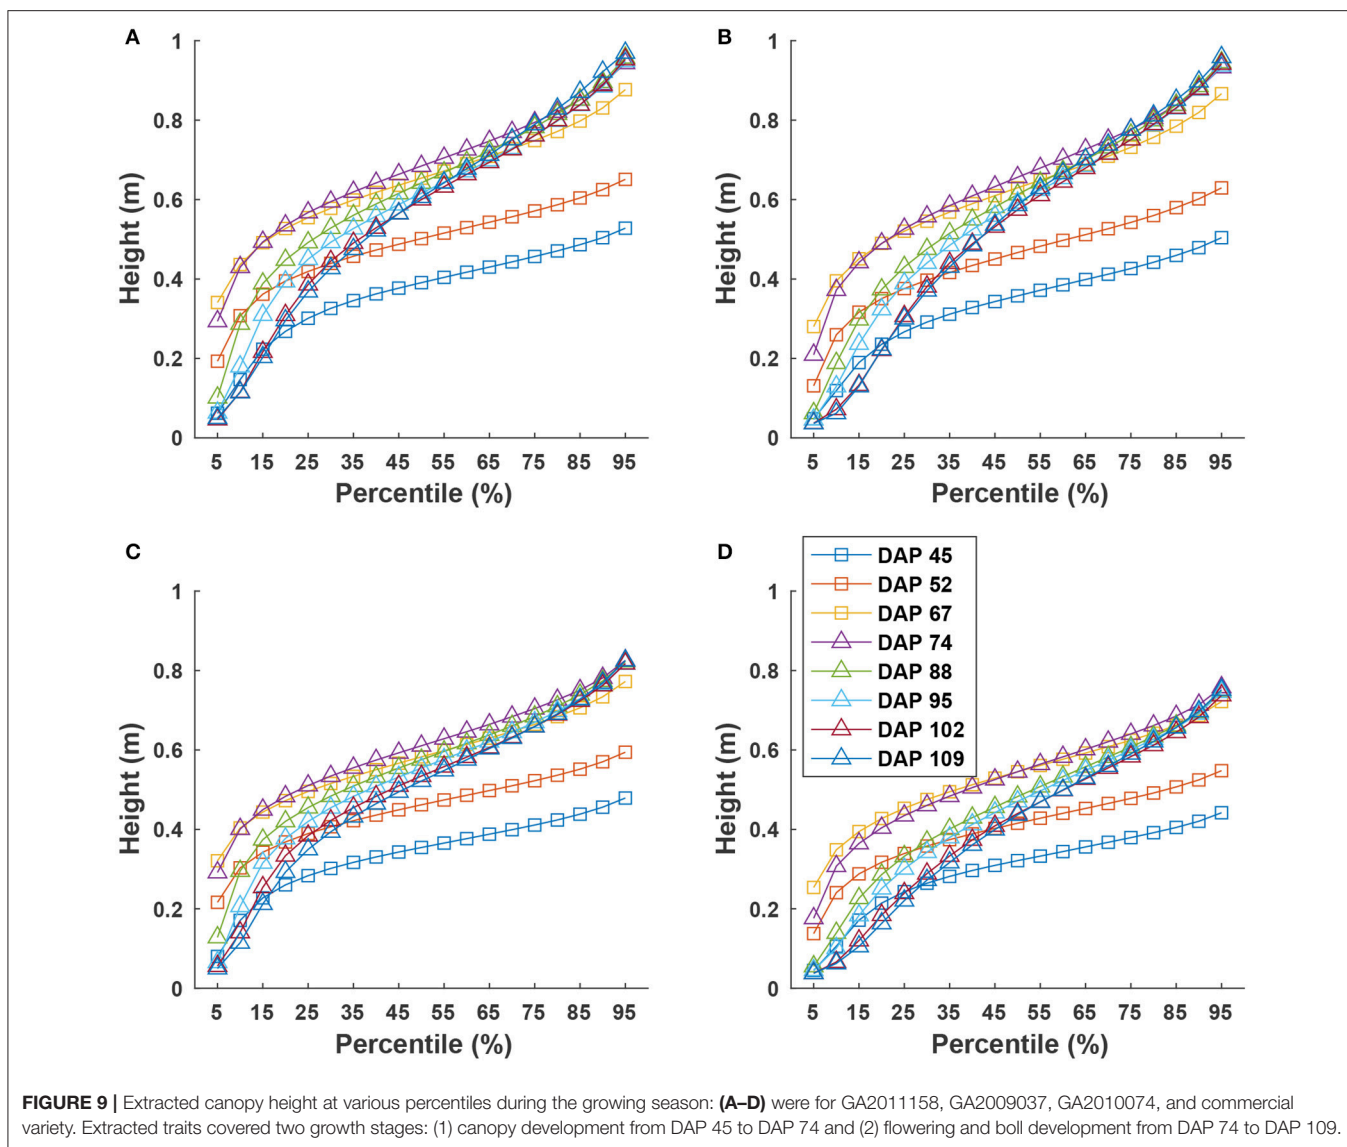 A
1
0.8
0.6
0.4
0.2
0
Height (m)
5 15 25 35 45 55 65 75 85 95
Percentile (%)
B
1
0.8
0.6
0.4
0.2
0
Height (m)
5 15 25 35 45 55 65 75 85 95
Percentile (%)
C
1
0.8
0.6
0.4
0.2
0
Height (m)
5 15 25 35 45 55 65 75 85 95
Percentile (%)
D
DAP 45
DAP 52
DAP 67
DAP 74
DAP 88
DAP 95
DAP 102
DAP 109
1
0.8
0.6
0.4
0.2
0
Height (m)
5 15 25 35 45 55 65 75 85 95
Percentile (%)
FIGURE 9 | Extracted canopy height at various percentiles during the growing season: (A–D) were for GA2011158, GA2009037, GA2010074, and commercial
variety. Extracted traits covered two growth stages: (1) canopy development from DAP 45 to DAP 74 and (2) flowering and boll development from DAP 74 to DAP 109.